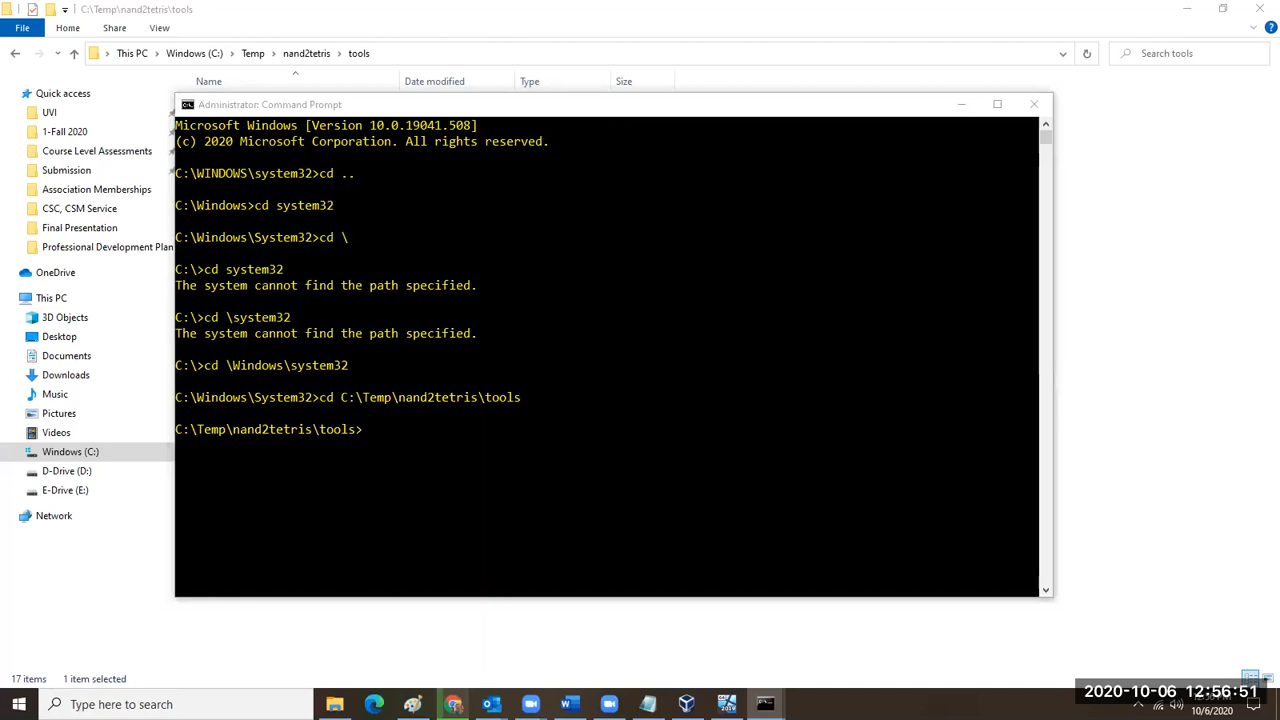 C:\Temp\nand2tetris\tools
File Home Share View
This PC Windows (C:) Temp nand2tetris tools
Search tools
Name Date modified Type Size
Quick access
UVI
1-Fall 2020
Course Level Assessments
Submission
Association Memberships
CSC, CSM Service
Final Presentation
Professional Development Plan
OneDrive
This PC
3D Objects
Desktop
Documents
Downloads
Music
Pictures
Videos
Windows (C:)
D-Drive (D:)
E-Drive (E:)
Network
Administrator: Command Prompt
Microsoft Windows [Version 10.0.19041.508]
(c) 2020 Microsoft Corporation. All rights reserved.
C:\WINDOWS\system32>cd ..
C:\Windows>cd system32
C:\Windows\System32>cd \
C:\>cd system32
The system cannot find the path specified.
C:\>cd \system32
The system cannot find the path specified.
C:\>cd \Windows\system32
C:\Windows\System32>cd C:\Temp\nand2tetris\tools
C:\Temp\nand2tetris\tools>
17 items 1 item selected
Type here to search
2020-10-06 12:56:51
10/6/2020